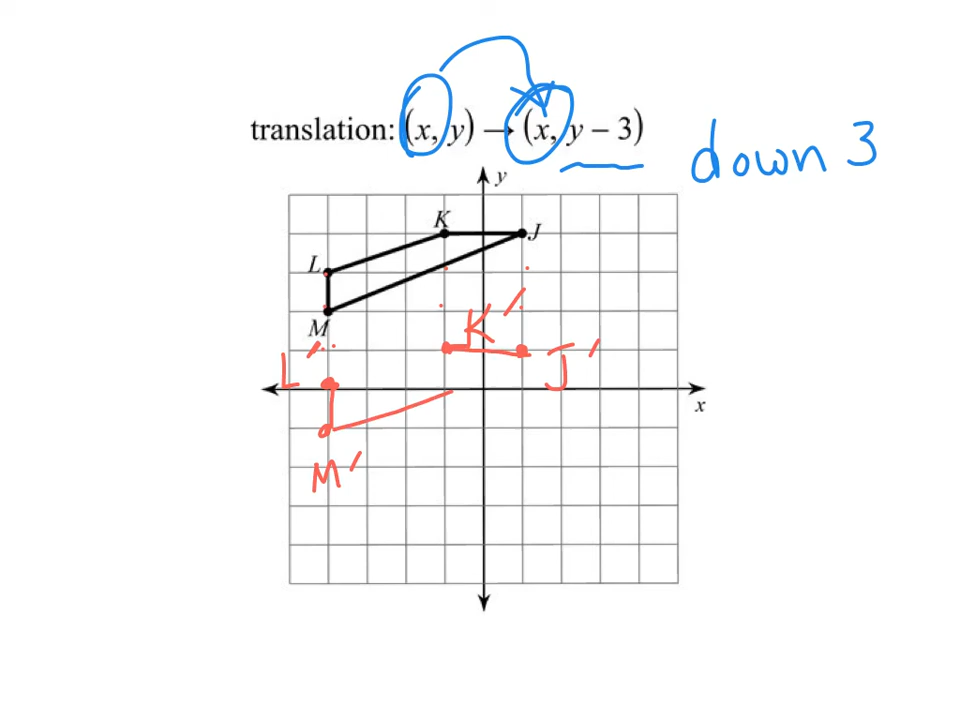 translation: (x, y) → (x, y − 3)
down 3
y
K
J
L
M
K′
L′
J′
x
M′